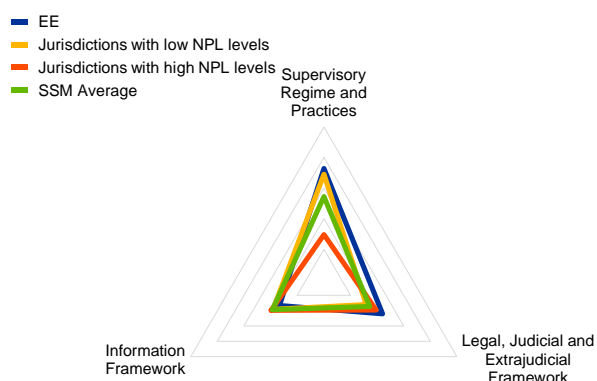 EE
Jurisdictions with low NPL levels
Jurisdictions with high NPL levels
SSM Average
Supervisory
Regime and
Practices
Information
Framework
Legal, Judicial and
Extrajudicial
Framework